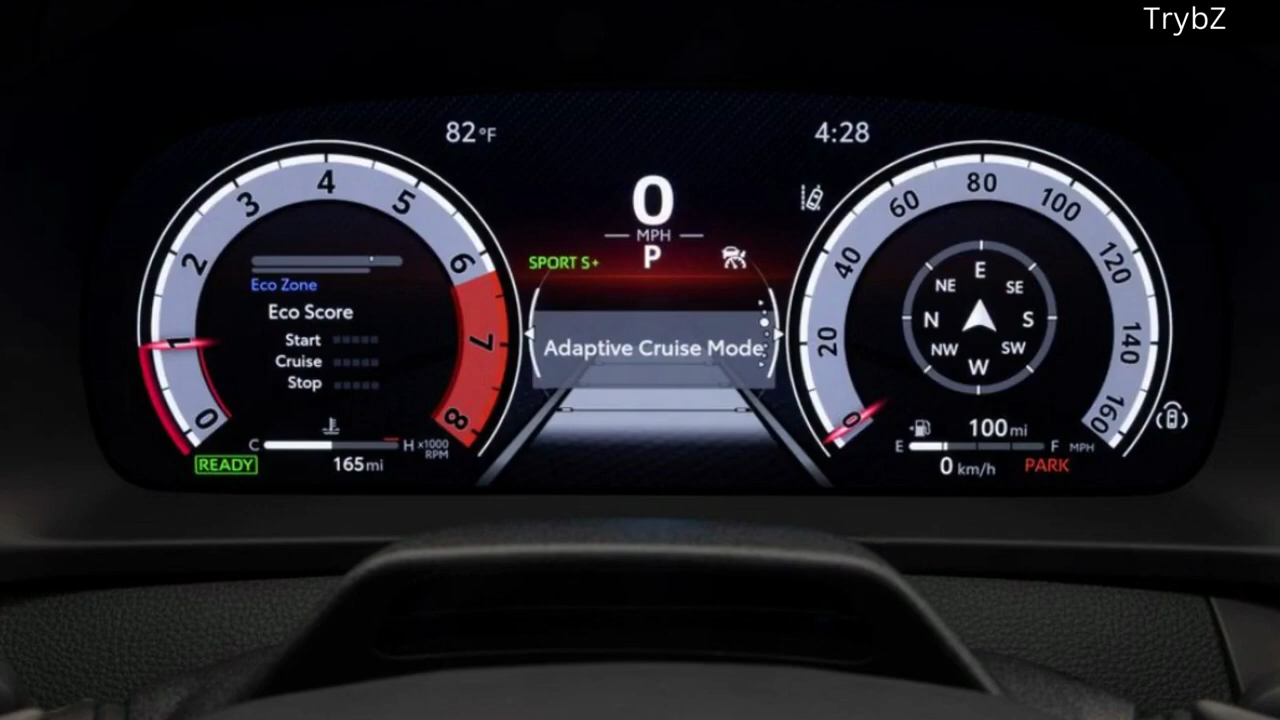 TrybZ
82°F
4:28
0
MPH
P
SPORT S+
0
1
2
3
4
5
6
7
8
Eco Zone
Eco Score
Start
Cruise
Stop
C H x1000
RPM
READY
165mi
Adaptive Cruise Mode
0
20
40
60
80
100
120
140
160
E
NE SE
N S
NW SW
W
100mi
E F MPH
0 km/h PARK